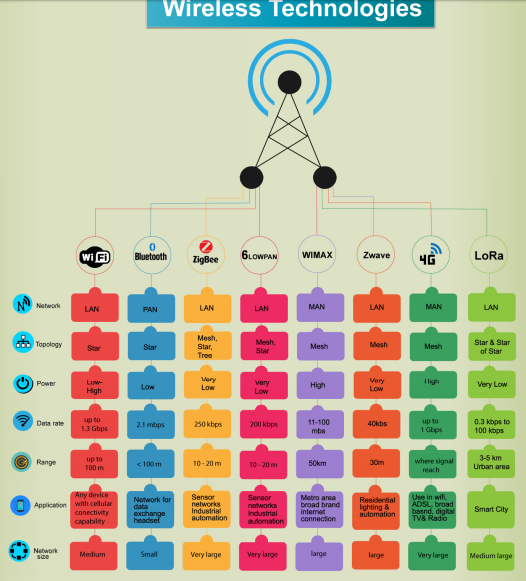 Wireless Technologies
Wi Fi
Bluetooth
ZigBee
6LOWPAN
WIMAX
Zwave
4G
LoRa
Network
LAN
PAN
LAN
LAN
MAN
LAN
MAN
LAN
Topology
Star
Star
Mesh,
Star,
Tree
Mesh,
Star
Mesh
Mesh
Mesh
Star & Star
of Star
Power
Low-
High
Low
Very
Low
Very
Low
High
Very
Low
High
Very Low
Data rate
up to
1.3 Gbps
2.1 mbps
250 kbps
200 kbps
11-100
mbs
40kbs
up to
1 Gbps
0.3 kbps to
100 kbps
Range
up to
100 m
< 100 m
10 - 20 m
10 - 20 m
50km
30m
where signal
reach
3-5 km
Urban area
Application
Any device
with cellular
conectivity
capability
Network for
data
exchange
headset
Sensor
networks
Industrial
automation
Sensor
networks
Industrial
automation
Metro area
broad brand
Internet
connection
Residential
lighting &
automation
Use in wifi,
ADSL, broad
basnd, digital
TV& Radio
Smart City
Network
size
Medium
Small
Very large
Very large
large
large
Very large
Medium large